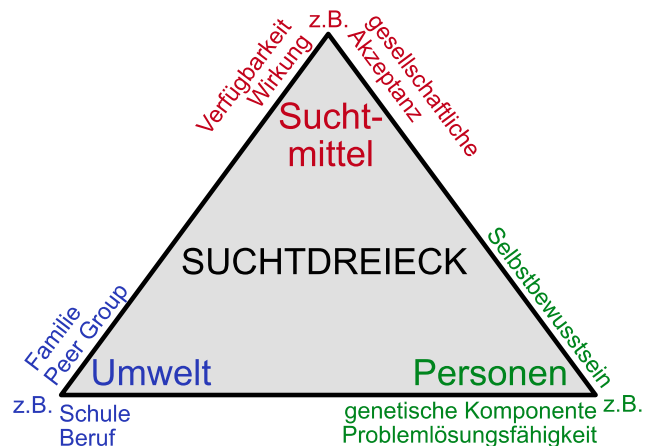 z.B.
Verfügbarkeit
Wirkung
gesellschaftliche
Akzeptanz
Sucht-
mittel
SUCHTDREIECK
Selbstbewusstsein
Familie
Peer Group
Umwelt
Personen
z.B.
Schule
Beruf
genetische Komponente
Problemlösungsfähigkeit
z.B.